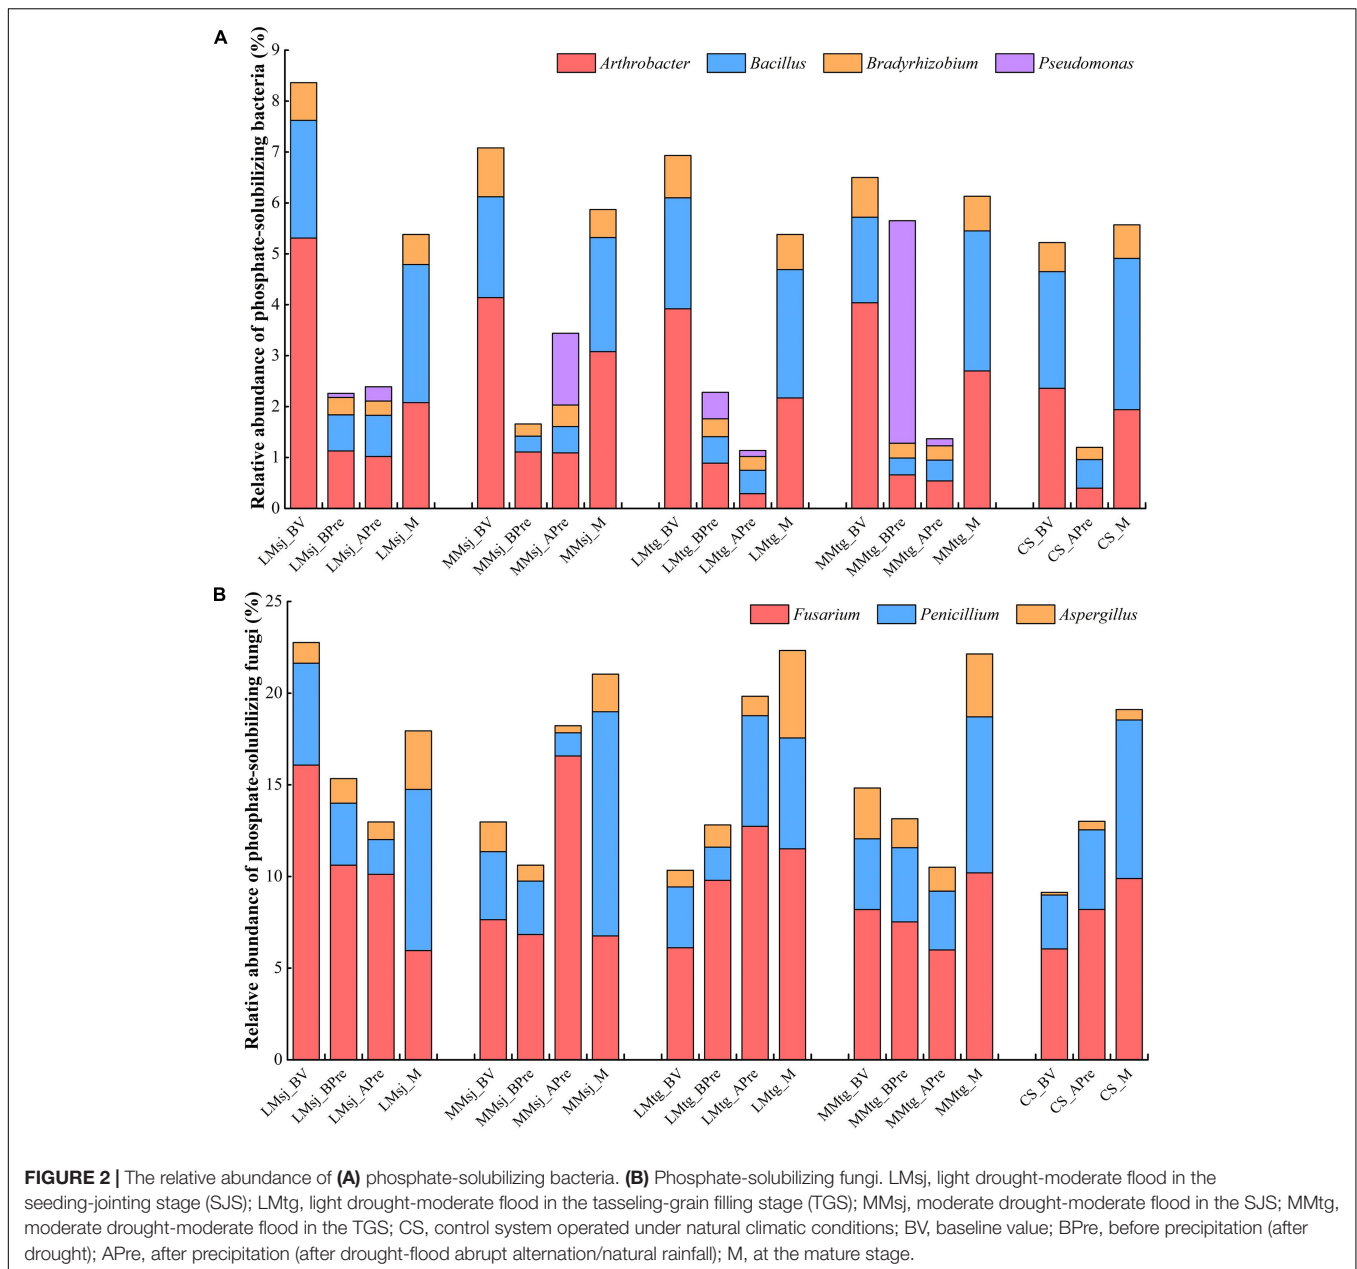 A
Relative abundance of phosphate-solubilizing bacteria (%)
9
8
7
6
5
4
3
2
1
0
Arthrobacter Bacillus Bradyrhizobium Pseudomonas
LMsj_BV LMsj_BPre LMsj_APre LMsj_M MMsj_BV MMsj_BPre MMsj_APre MMsj_M LMtg_BV LMtg_BPre LMtg_APre LMtg_M MMtg_BV MMtg_BPre MMtg_APre MMtg_M CS_BV CS_APre CS_M
B
Relative abundance of phosphate-solubilizing fungi (%)
25
20
15
10
5
0
Fusarium Penicillium Aspergillus
LMsj_BV LMsj_BPre LMsj_APre LMsj_M MMsj_BV MMsj_BPre MMsj_APre MMsj_M LMtg_BV LMtg_BPre LMtg_APre LMtg_M MMtg_BV MMtg_BPre MMtg_APre MMtg_M CS_BV CS_APre CS_M
FIGURE 2 | The relative abundance of (A) phosphate-solubilizing bacteria. (B) Phosphate-solubilizing fungi. LMsj, light drought-moderate flood in the
seeding-jointing stage (SJS); LMtg, light drought-moderate flood in the tasseling-grain filling stage (TGS); MMsj, moderate drought-moderate flood in the SJS; MMtg,
moderate drought-moderate flood in the TGS; CS, control system operated under natural climatic conditions; BV, baseline value; BPre, before precipitation (after
drought); APre, after precipitation (after drought-flood abrupt alternation/natural rainfall); M, at the mature stage.